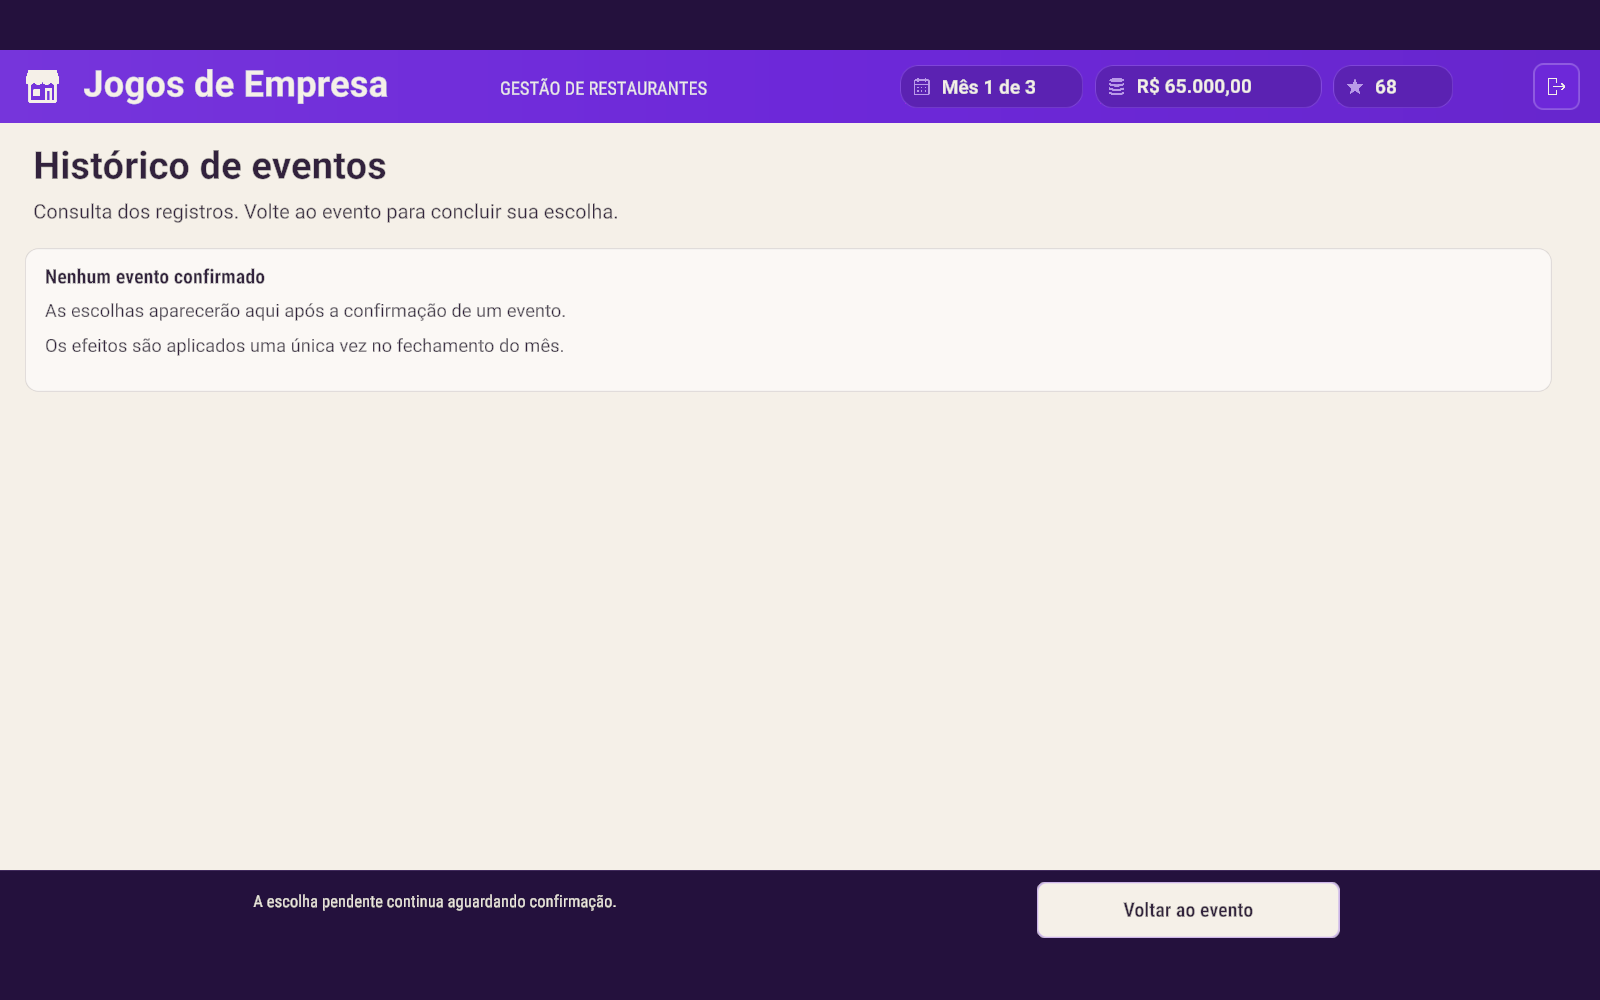 Jogos de Empresa
GESTÃO DE RESTAURANTES
Mês 1 de 3
R$ 65.000,00
68
Histórico de eventos
Consulta dos registros. Volte ao evento para concluir sua escolha.
Nenhum evento confirmado
As escolhas aparecerão aqui após a confirmação de um evento.
Os efeitos são aplicados uma única vez no fechamento do mês.
A escolha pendente continua aguardando confirmação.
Voltar ao evento